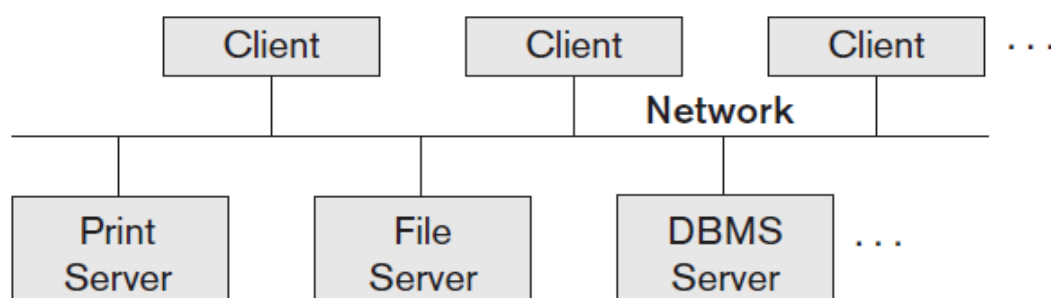 Client Client Client . . .
Network
Print File DBMS . . .
Server Server Server